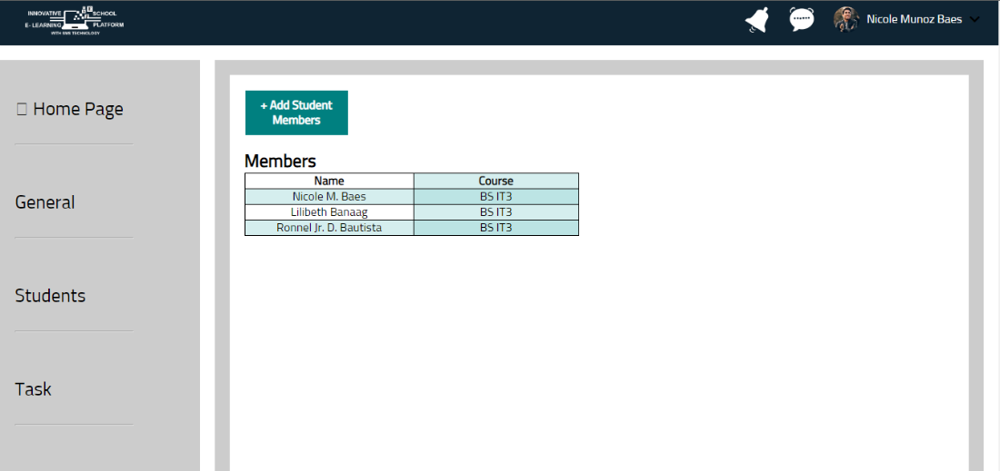 INNOVATIVE SCHOOL
E-LEARNING PLATFORM
WITH SMS TECHNOLOGY
Nicole Munoz Baes
Home Page
General
Students
Task
+ Add Student
Members
Members
Name Course
Nicole M. Baes BS IT3
Lilibeth Banaag BS IT3
Ronnel Jr. D. Bautista BS IT3